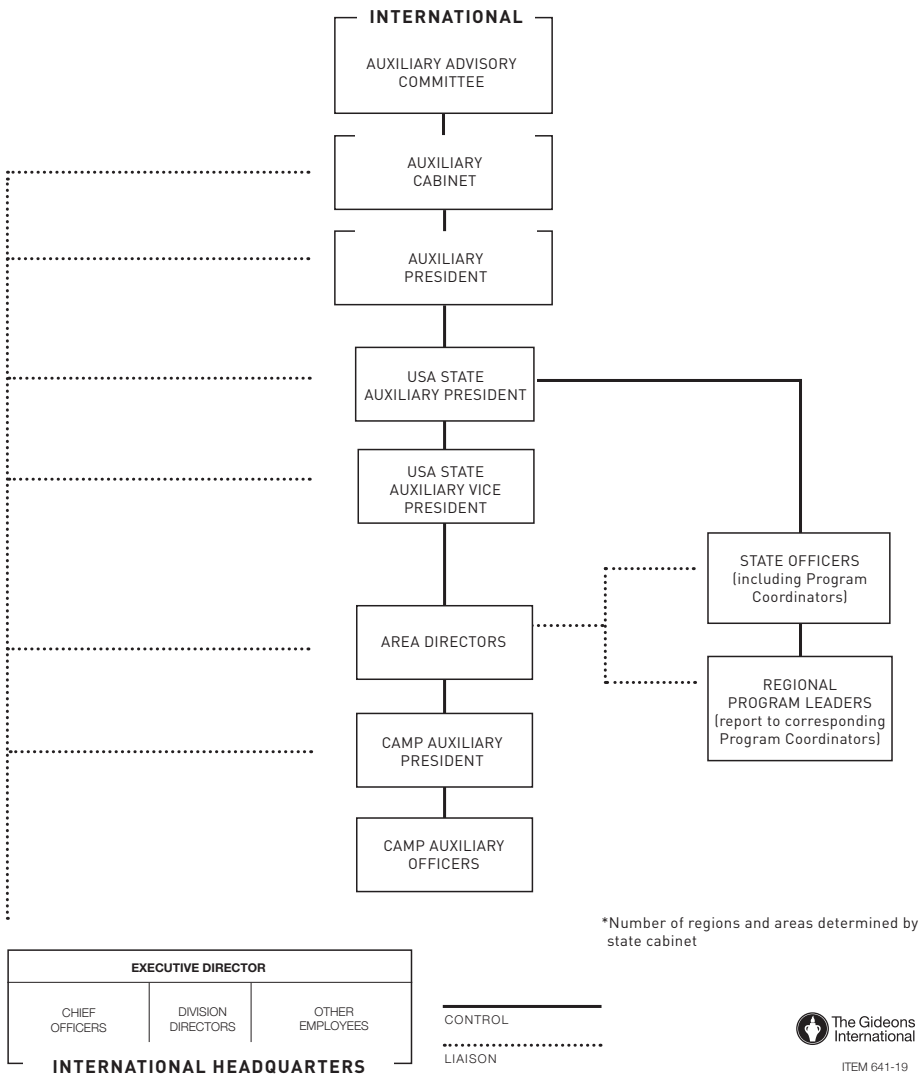 INTERNATIONAL
AUXILIARY ADVISORY
COMMITTEE
AUXILIARY
CABINET
AUXILIARY
PRESIDENT
USA STATE
AUXILIARY PRESIDENT
USA STATE
AUXILIARY VICE
PRESIDENT
STATE OFFICERS
(including Program
Coordinators)
AREA DIRECTORS
REGIONAL
PROGRAM LEADERS
(report to corresponding
Program Coordinators)
CAMP AUXILIARY
PRESIDENT
CAMP AUXILIARY
OFFICERS
*Number of regions and areas determined by
state cabinet
EXECUTIVE DIRECTOR
CHIEF
OFFICERS
DIVISION
DIRECTORS
OTHER
EMPLOYEES
INTERNATIONAL HEADQUARTERS
CONTROL
LIAISON
The Gideons
International
ITEM 641-19